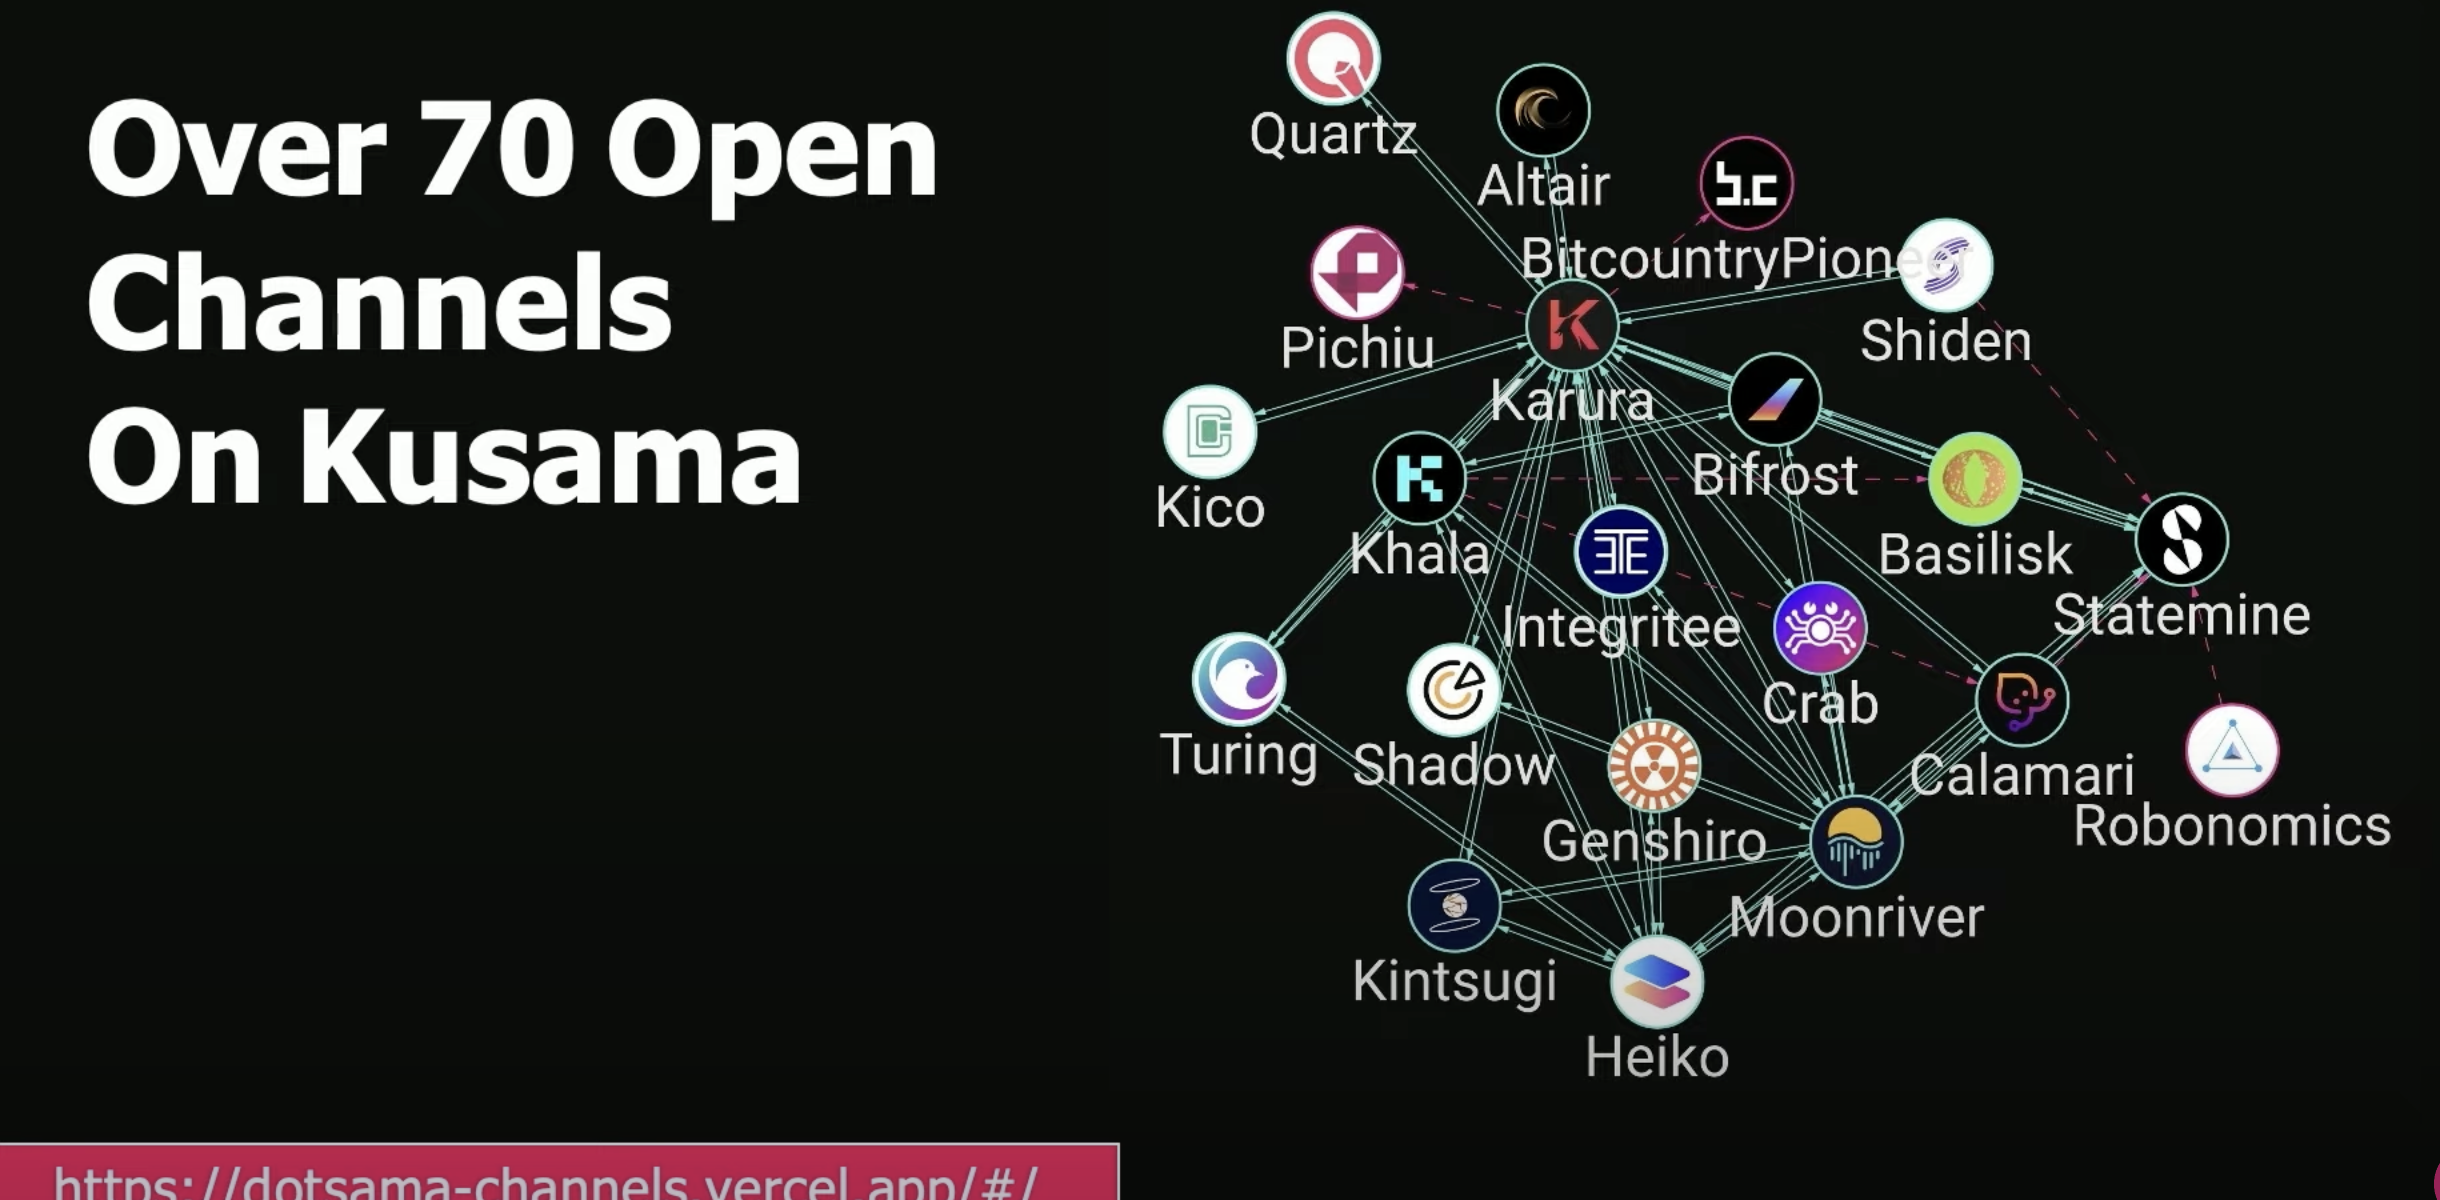 Over 70 Open
Channels
On Kusama
Quartz
Altair
b.c
BitcountryPioneer
Pichiu
Shiden
Karura
Kico
Bifrost
Khala
Basilisk
Integritee
Statemine
Crab
Turing
Shadow
Calamari
Robonomics
Genshiro
Moonriver
Kintsugi
Heiko
https://dotsama-channels.vercel.app/#/